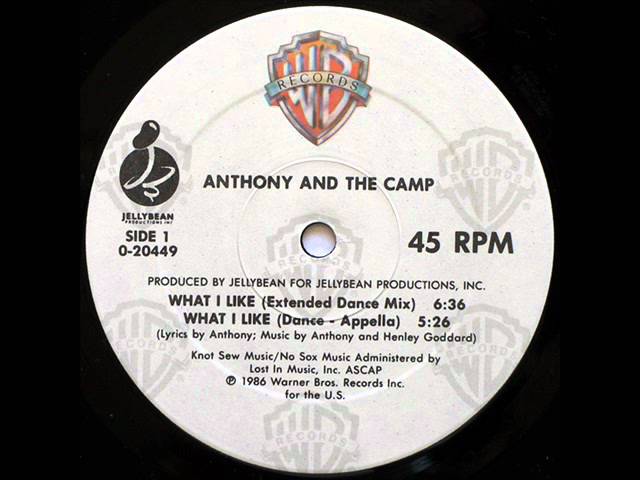 WB
RECORDS
ANTHONY AND THE CAMP
JELLYBEAN
PRODUCTIONS INC
SIDE 1
0-20449
45 RPM
PRODUCED BY JELLYBEAN FOR JELLYBEAN PRODUCTIONS, INC.
WHAT I LIKE (Extended Dance Mix) 6:36
WHAT I LIKE (Dance - Appella) 5:26
(Lyrics by Anthony; Music by Anthony and Henley Goddard)
Knot Sew Music/No Sox Music Administered by
Lost In Music, Inc. ASCAP
℗ 1986 Warner Bros. Records Inc.
for the U.S.